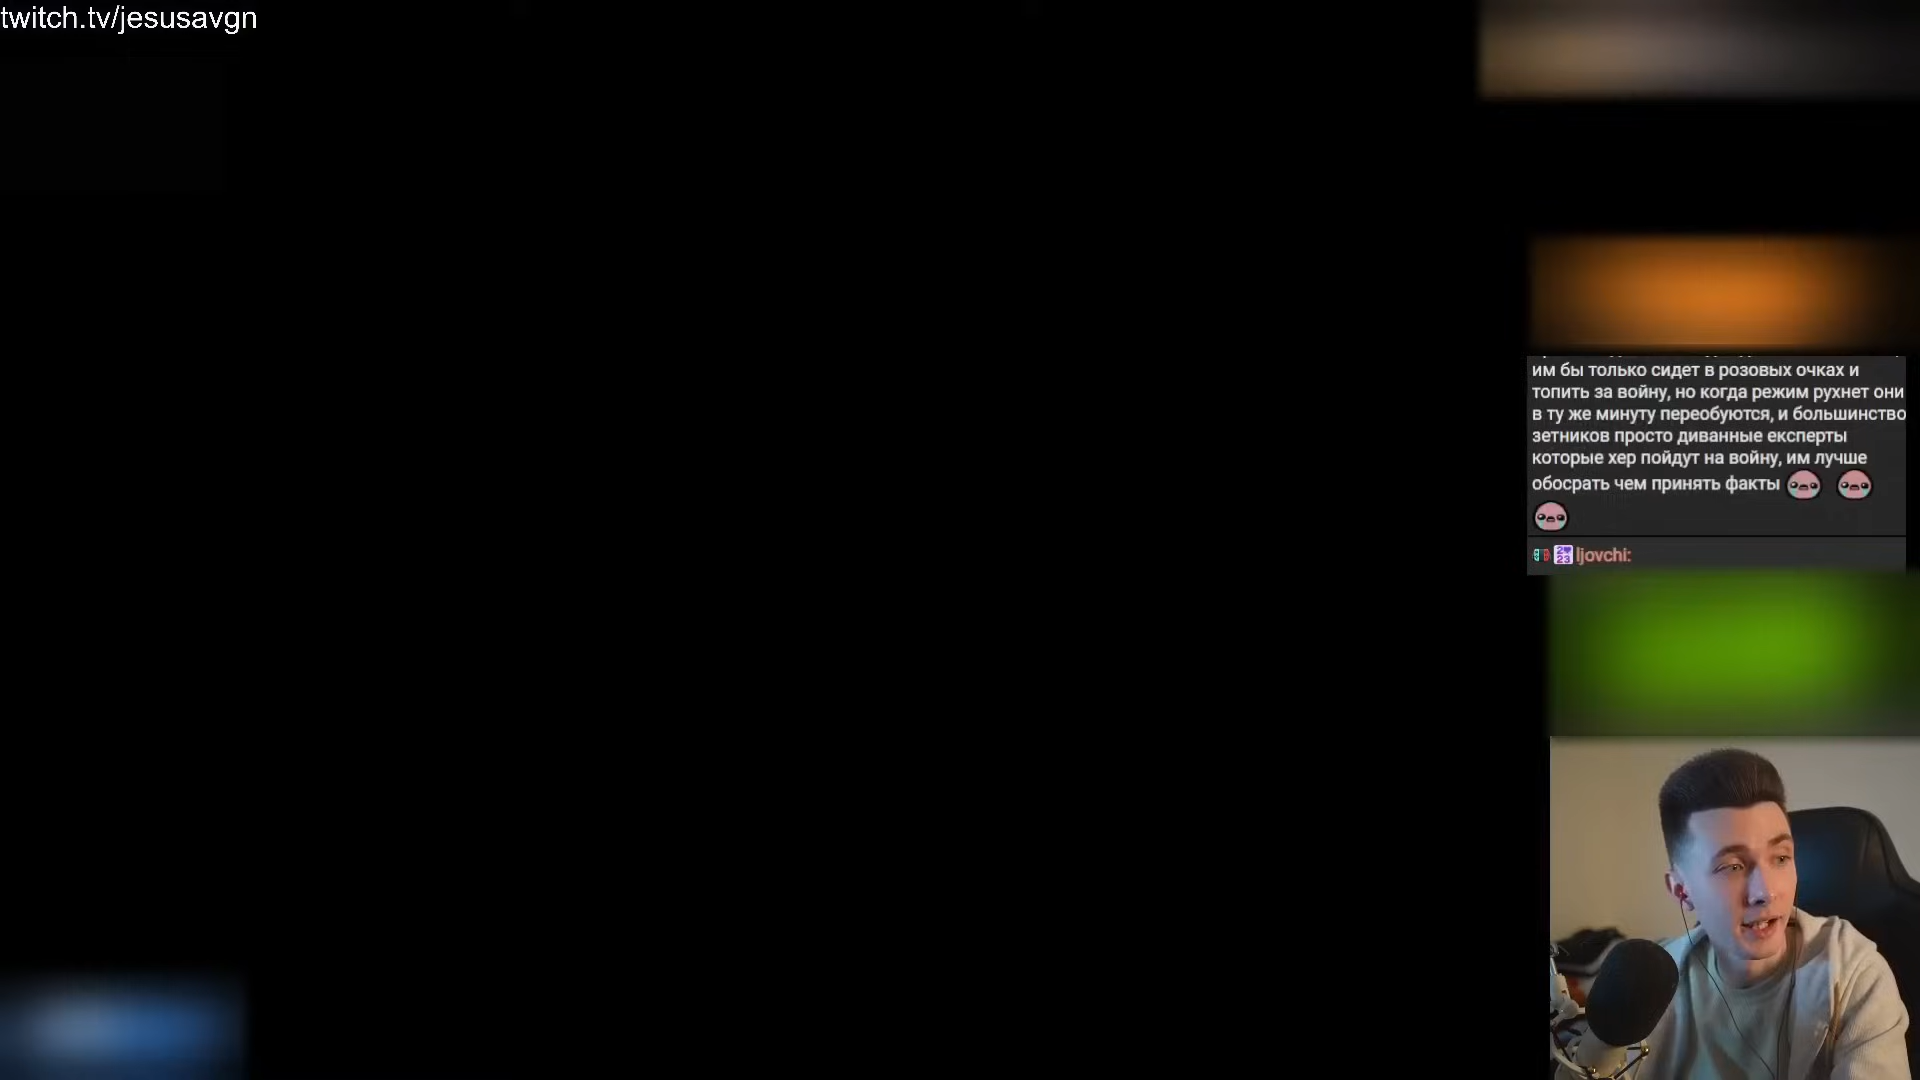 twitch.tv/jesusavgn
им бы только сидет в розовых очках и
топить за войну, но когда режим рухнет они
в ту же минуту переобуются, и большинство
зетников просто диванные експерты
которые хер пойдут на войну, им лучше
обосрать чем принять факты
ljovchi: